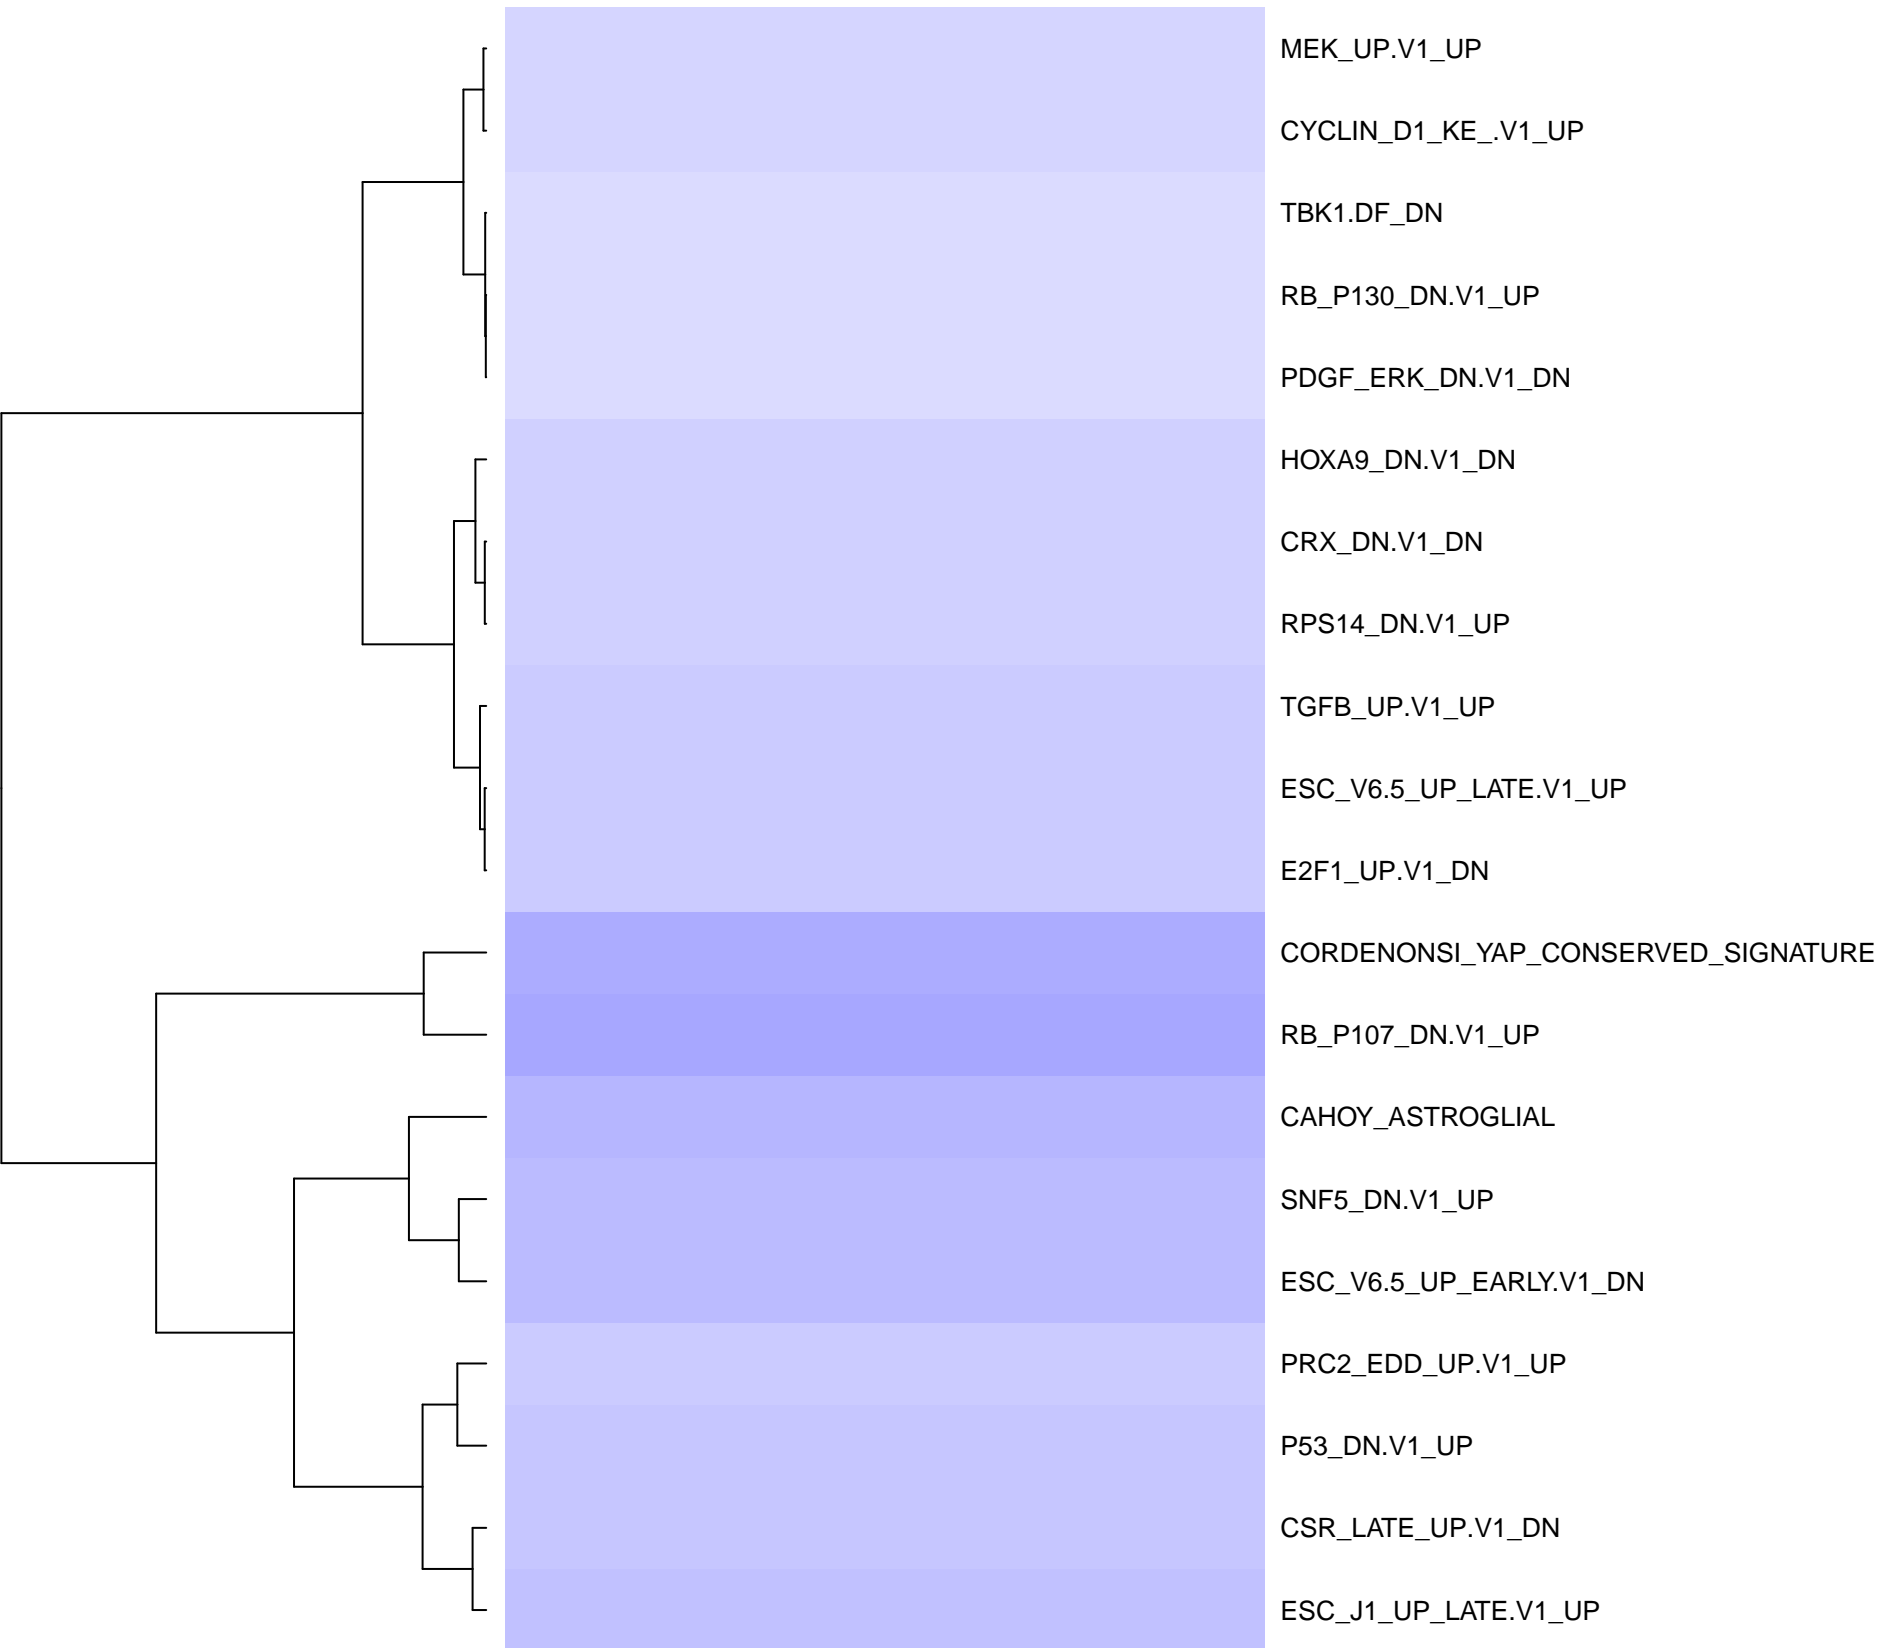 MEK_UP.V1_UP
CYCLIN_D1_KE_.V1_UP
TBK1.DF_DN
RB_P130_DN.V1_UP
PDGF_ERK_DN.V1_DN
HOXA9_DN.V1_DN
CRX_DN.V1_DN
RPS14_DN.V1_UP
TGFB_UP.V1_UP
ESC_V6.5_UP_LATE.V1_UP
E2F1_UP.V1_DN
CORDENONSI_YAP_CONSERVED_SIGNATURE
RB_P107_DN.V1_UP
CAHOY_ASTROGLIAL
SNF5_DN.V1_UP
ESC_V6.5_UP_EARLY.V1_DN
PRC2_EDD_UP.V1_UP
P53_DN.V1_UP
CSR_LATE_UP.V1_DN
ESC_J1_UP_LATE.V1_UP